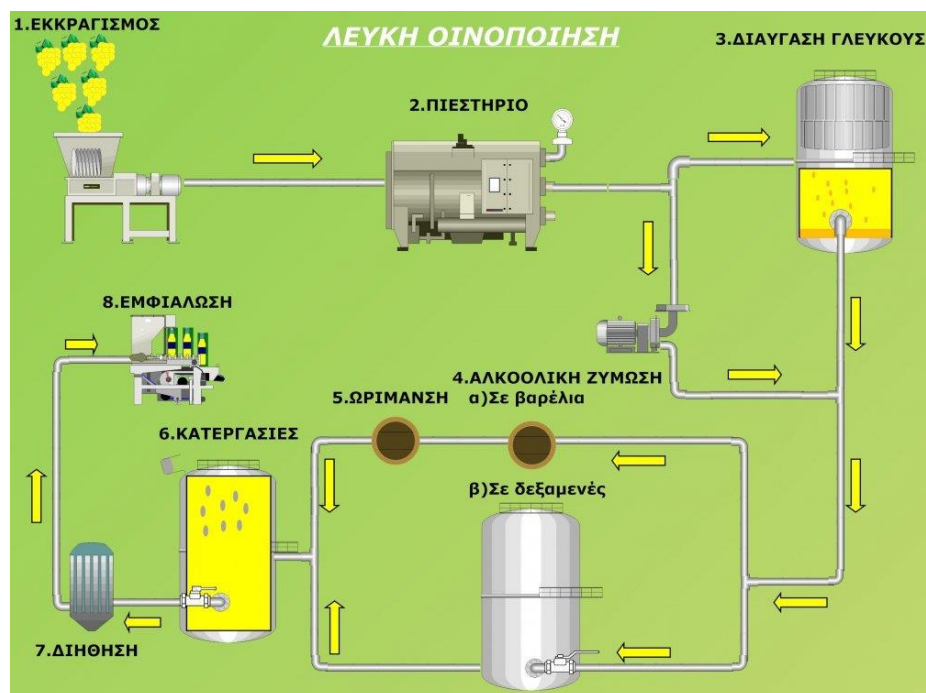 1.ΕΚΚΡΑΓΙΣΜΟΣ
ΛΕΥΚΗ ΟΙΝΟΠΟΙΗΣΗ
3.ΔΙΑΥΓΑΣΗ ΓΛΕΥΚΟΥΣ
2.ΠΙΕΣΤΗΡΙΟ
8.ΕΜΦΙΑΛΩΣΗ
4.ΑΛΚΟΟΛΙΚΗ ΖΥΜΩΣΗ
α)Σε βαρέλια
5.ΩΡΙΜΑΝΣΗ
6.ΚΑΤΕΡΓΑΣΙΕΣ
β)Σε δεξαμενές
7.ΔΙΗΘΗΣΗ